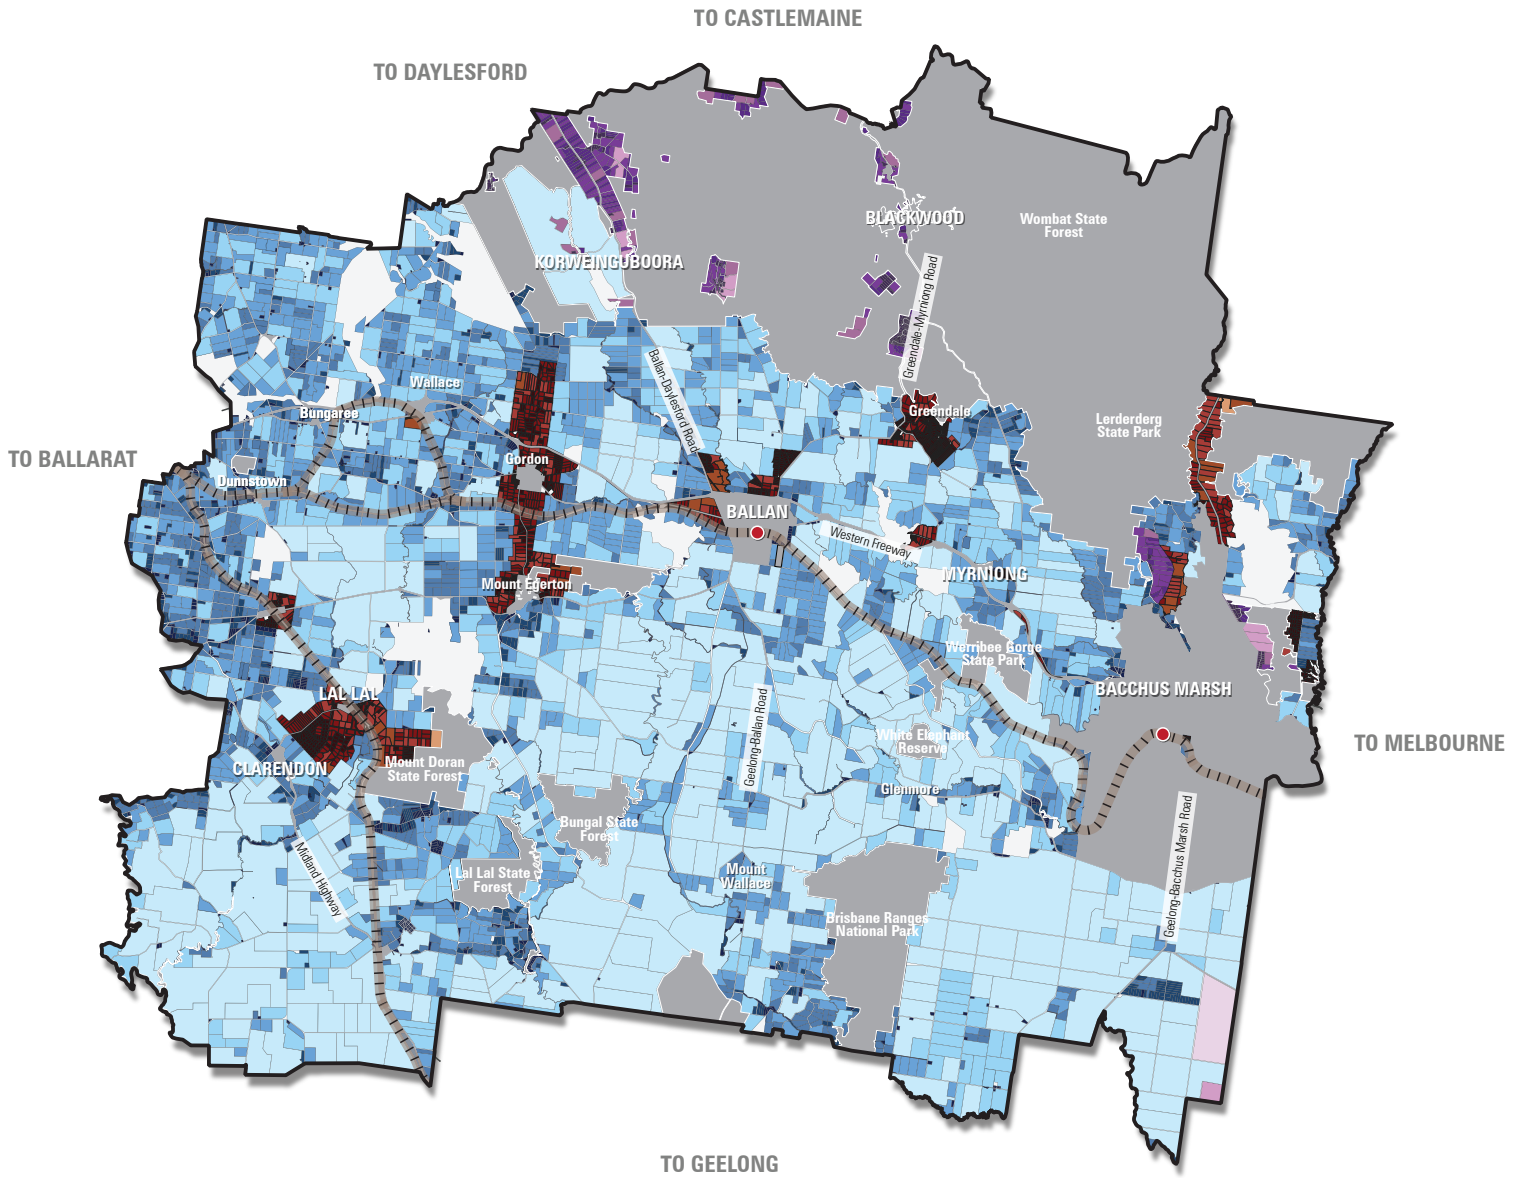 TO CASTLEMAINE
TO DAYLESFORD
BLACKWOOD
Wombat State
Forest
KORWEINGUBOORA
Greendale-Myrniong Road
Ballan-Daylesford Road
Wallace
Bungaree
Greendale
Lerderderg
State Park
TO BALLARAT
Gordon
Dunnstown
BALLAN
Western Freeway
MYRNIONG
Mount Egerton
Werribee Gorge
State Park
LAL LAL
BACCHUS MARSH
Geelong-Ballan Road
White Elephant
Reserve
TO MELBOURNE
CLARENDON
Mount Doran
State Forest
Glenmore
Bungal State
Forest
Geelong-Bacchus Marsh Road
Midland Highway
Lal Lal State
Forest
Mount
Wallace
Brisbane Ranges
National Park
TO GEELONG